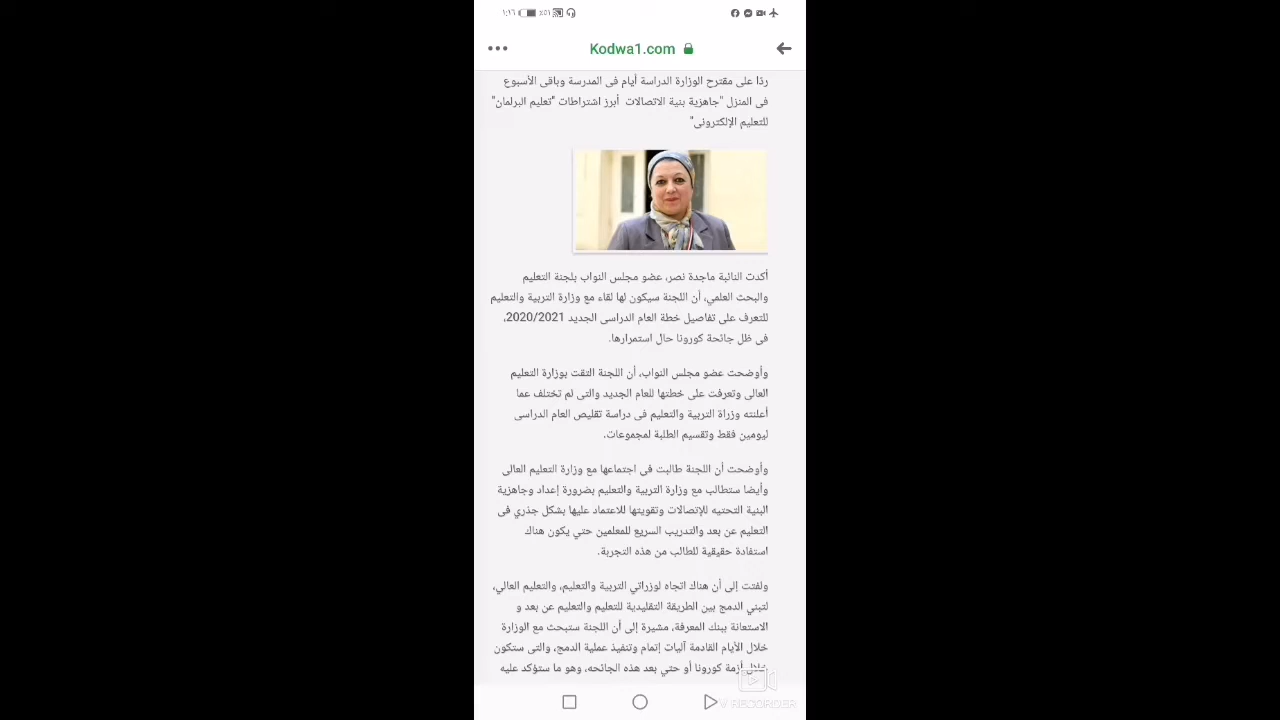 ١:١٦ ٥١٪
Kodwa1.com
ردًا على مقترح الوزارة الدراسة أيام فى المدرسة وباقى الأسبوع
فى المنزل "جاهزية بنية الاتصالات أبرز اشتراطات "تعليم البرلمان"
للتعليم الإلكترونى"
أكدت النائبة ماجدة نصر، عضو مجلس النواب بلجنة التعليم
والبحث العلمي، أن اللجنة سيكون لها لقاء مع وزارة التربية والتعليم
للتعرف على تفاصيل خطة العام الدراسى الجديد 2020/2021،
فى ظل جائحة كورونا حال استمرارها.
وأوضحت عضو مجلس النواب، أن اللجنة التقت بوزارة التعليم
العالى وتعرفت على خطتها للعام الجديد والتى لم تختلف عما
أعلنته وزراة التربية والتعليم فى دراسة تقليص العام الدراسى
ليومين فقط وتقسيم الطلبة لمجموعات.
وأوضحت أن اللجنة طالبت فى اجتماعها مع وزارة التعليم العالى
وأيضا ستطالب مع وزارة التربية والتعليم بضرورة إعداد وجاهزية
البنية التحتيه للإتصالات وتقويتها للاعتماد عليها بشكل جذري فى
التعليم عن بعد والتدريب السريع للمعلمين حتي يكون هناك
استفادة حقيقية للطالب من هذه التجربة.
ولفتت إلى أن هناك اتجاه لوزراتي التربية والتعليم، والتعليم العالي،
لتبني الدمج بين الطريقة التقليدية للتعليم والتعليم عن بعد و
الاستعانة ببنك المعرفة، مشيرة إلى أن اللجنة ستبحث مع الوزارة
خلال الأيام القادمة آليات إتمام وتنفيذ عملية الدمج، والتى ستكون
خلال أزمة كورونا أو حتي بعد هذه الجائحه، وهو ما ستؤكد عليه
V RECORDER